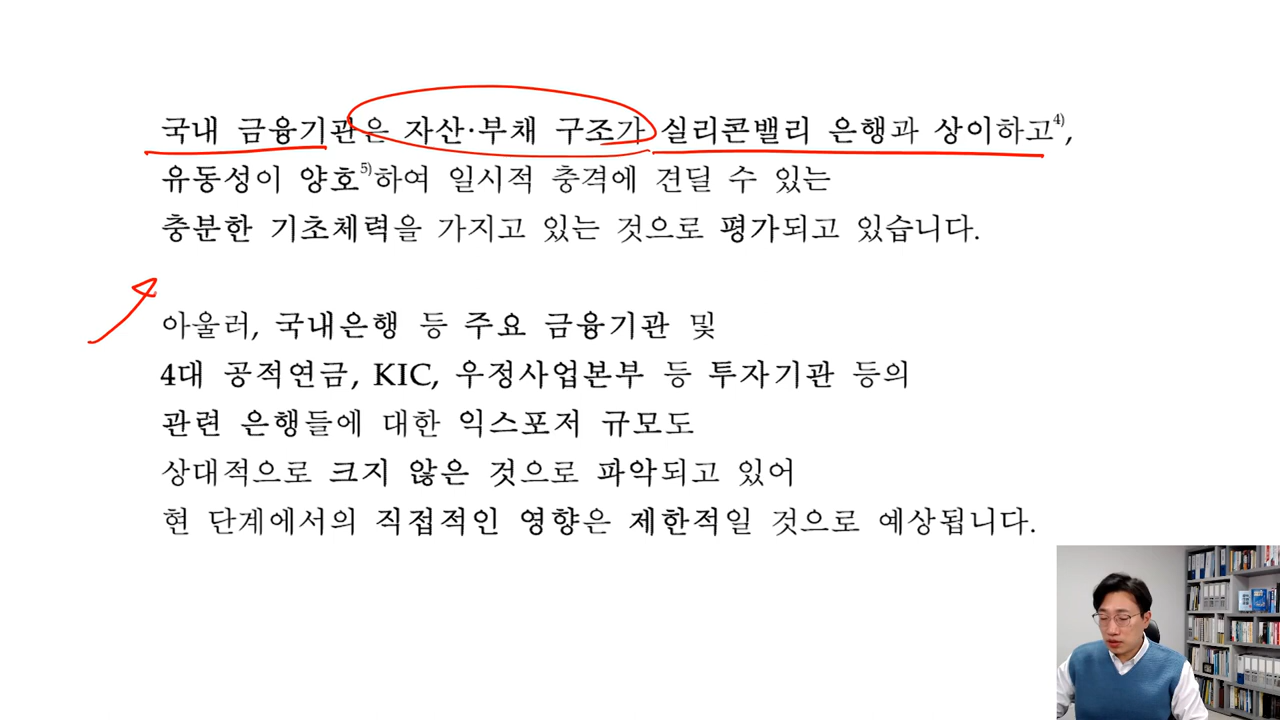 국내 금융기관은 자산·부채 구조가 실리콘밸리 은행과 상이하고4),
유동성이 양호5)하여 일시적 충격에 견딜 수 있는
충분한 기초체력을 가지고 있는 것으로 평가되고 있습니다.
아울러, 국내은행 등 주요 금융기관 및
4대 공적연금, KIC, 우정사업본부 등 투자기관 등의
관련 은행들에 대한 익스포저 규모도
상대적으로 크지 않은 것으로 파악되고 있어
현 단계에서의 직접적인 영향은 제한적일 것으로 예상됩니다.